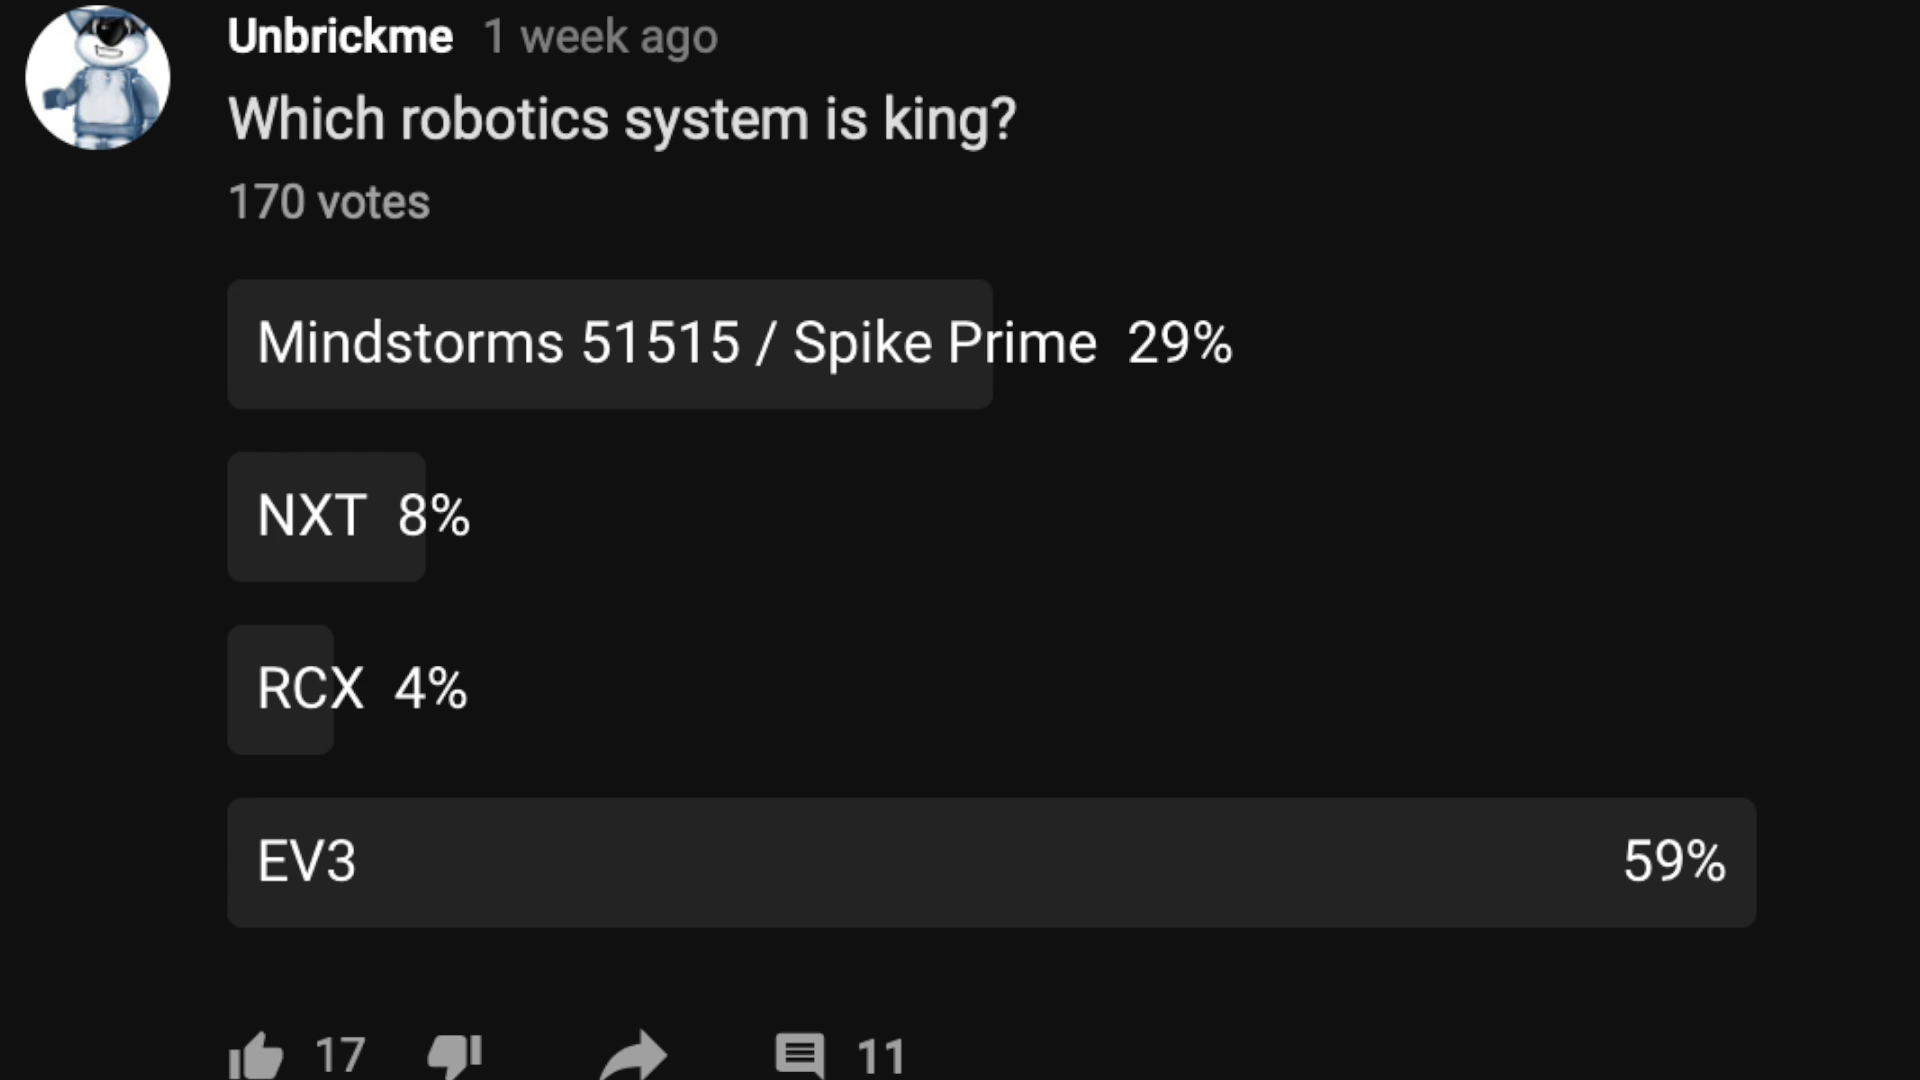 Unbrickme 1 week ago
Which robotics system is king?
170 votes
Mindstorms 51515 / Spike Prime 29%
NXT 8%
RCX 4%
EV3 59%
17 11